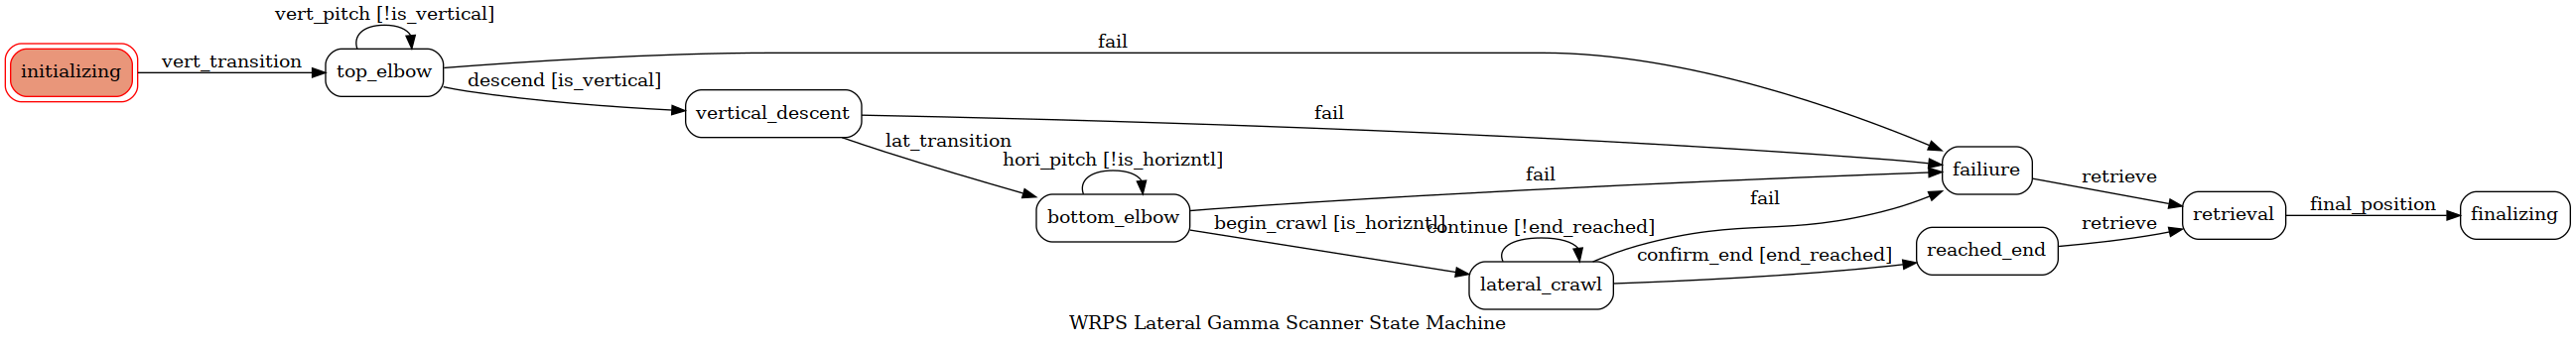 vert_pitch [!is_vertical]
initializing
vert_transition
top_elbow
fail
descend [is_vertical]
vertical_descent
fail
lat_transition
hori_pitch [!is_horizntl]
bottom_elbow
fail
begin_crawl [is_horizntl]
continue [!end_reached]
lateral_crawl
fail
confirm_end [end_reached]
failiure
reached_end
retrieve
retrieve
retrieval
final_position
finalizing
WRPS Lateral Gamma Scanner State Machine